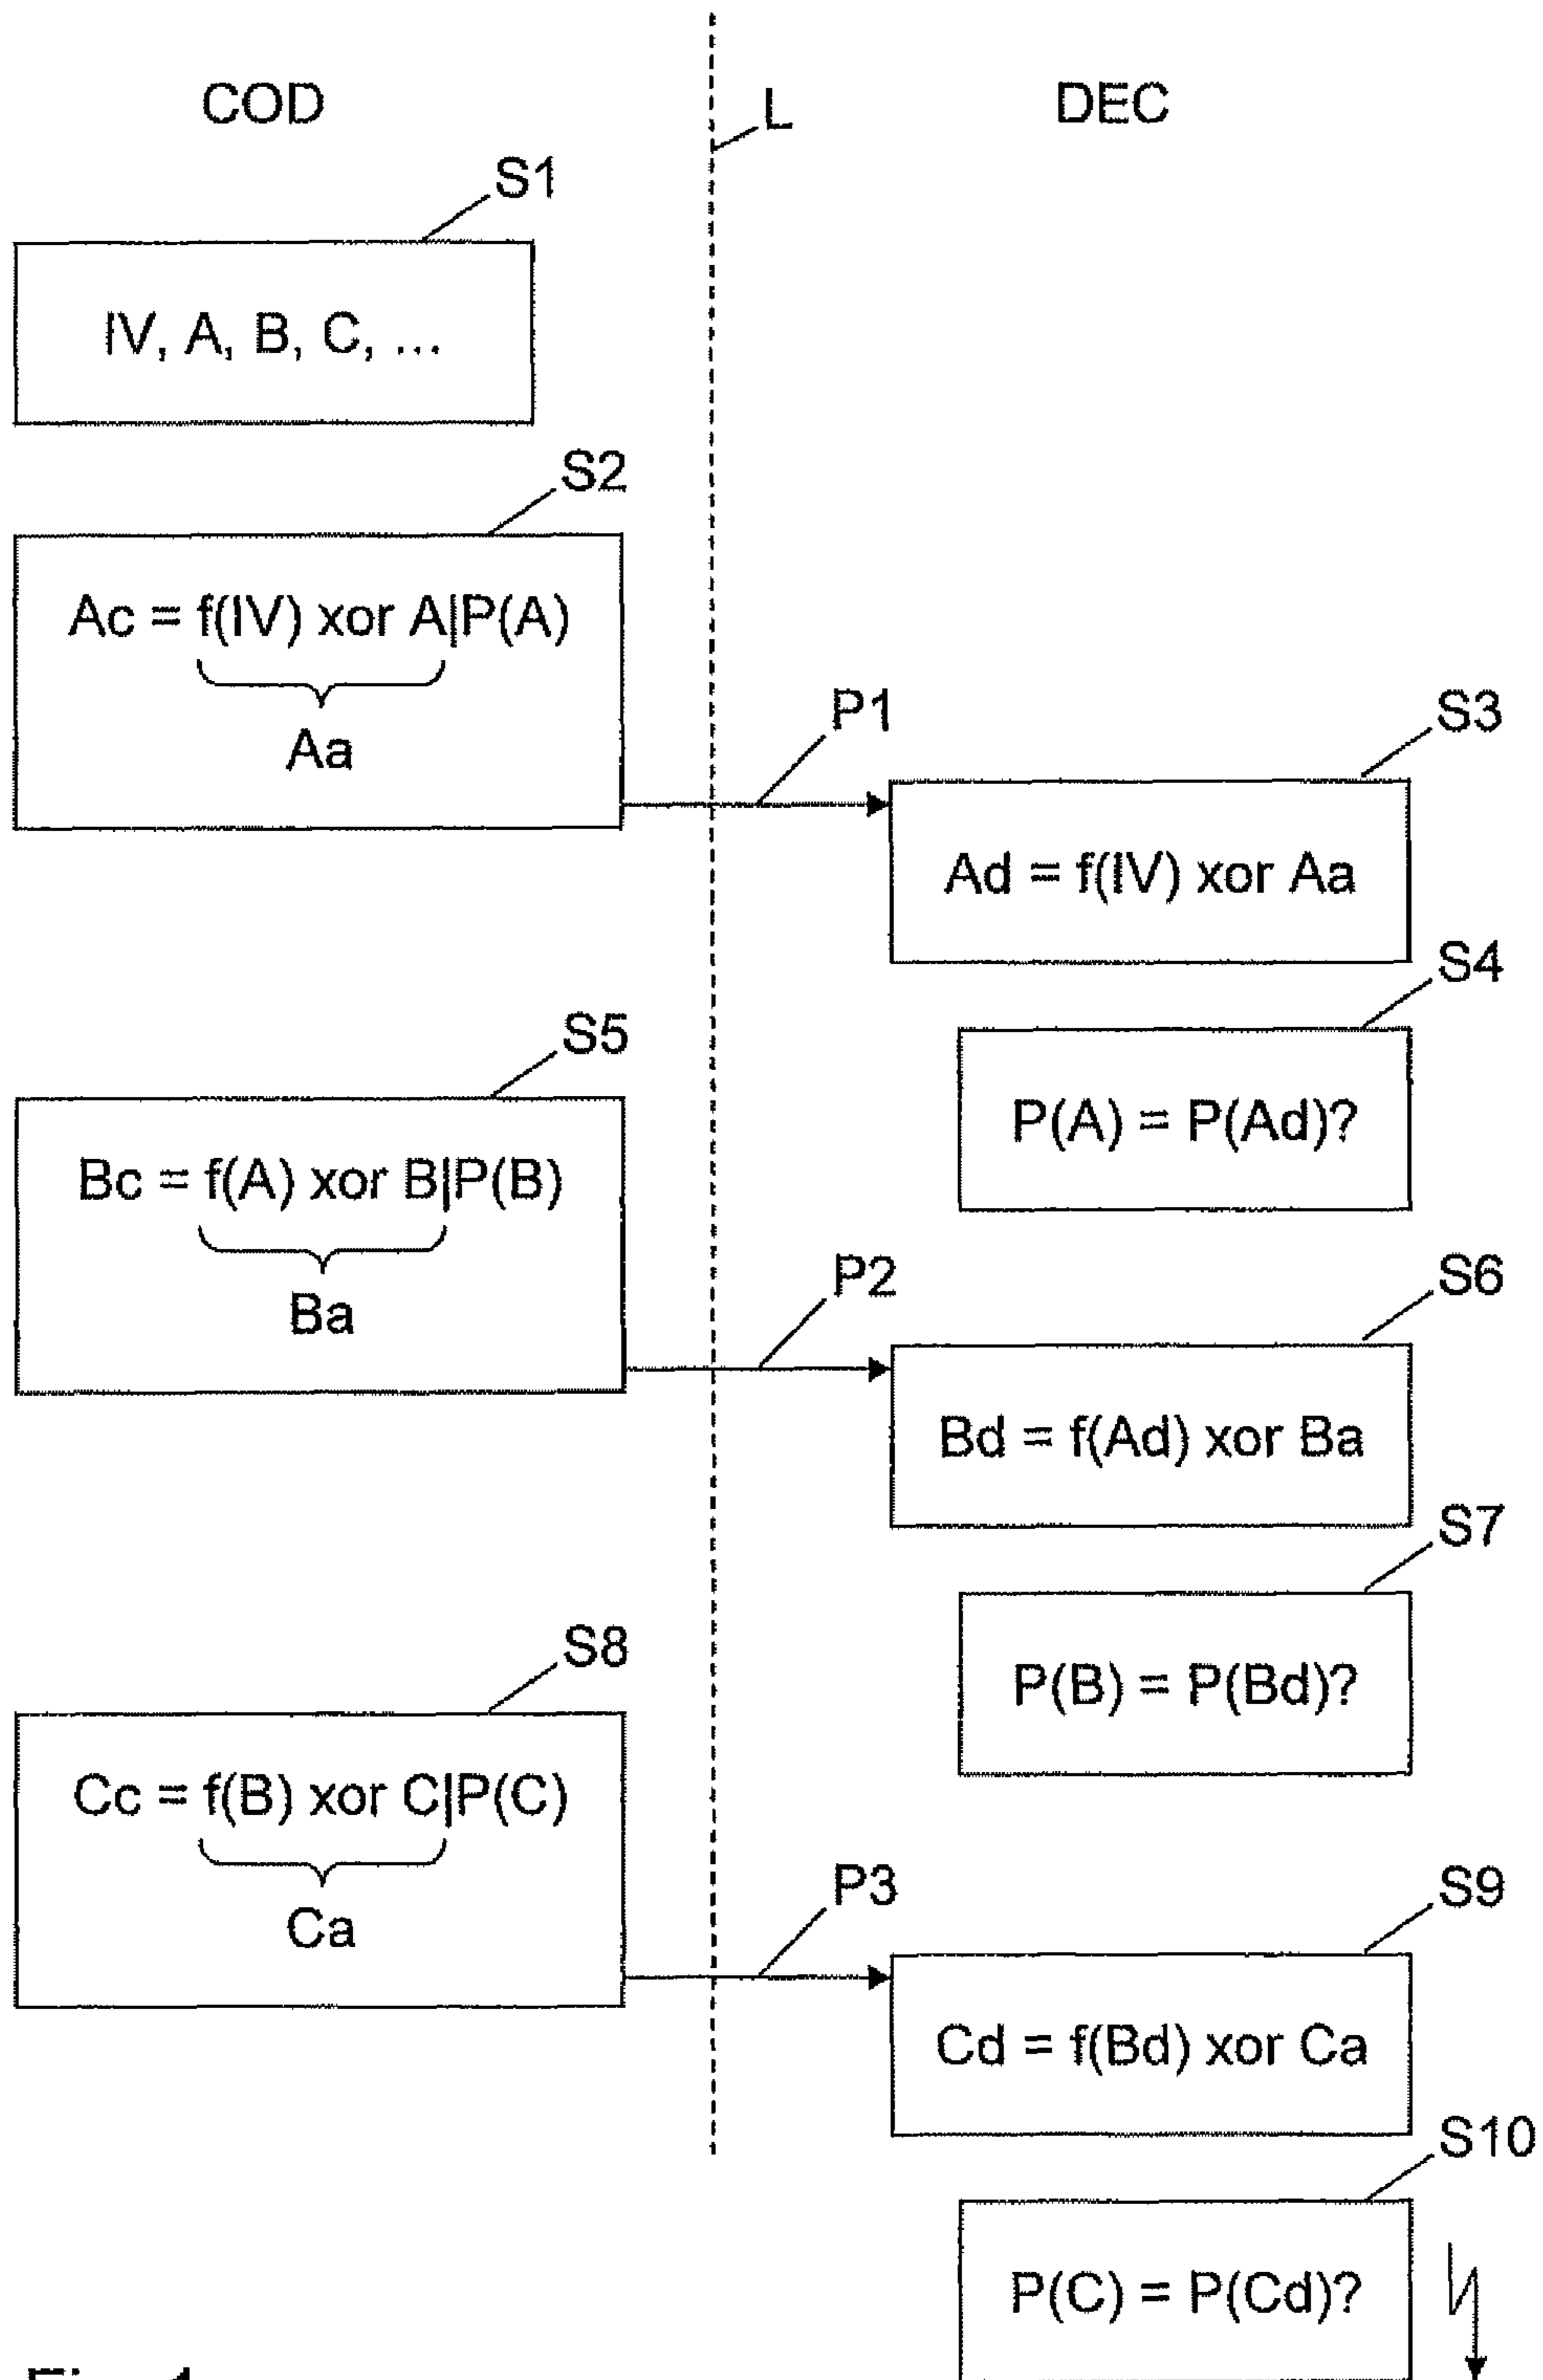 COD
L
DEC
S1
IV, A, B, C, ...
S2
Ac = f(IV) xor A|P(A)
Aa
P1
S3
Ad = f(IV) xor Aa
S4
P(A) = P(Ad)?
S5
Bc = f(A) xor B|P(B)
Ba
P2
S6
Bd = f(Ad) xor Ba
S7
P(B) = P(Bd)?
S8
Cc = f(B) xor C|P(C)
Ca
P3
S9
Cd = f(Bd) xor Ca
S10
P(C) = P(Cd)?